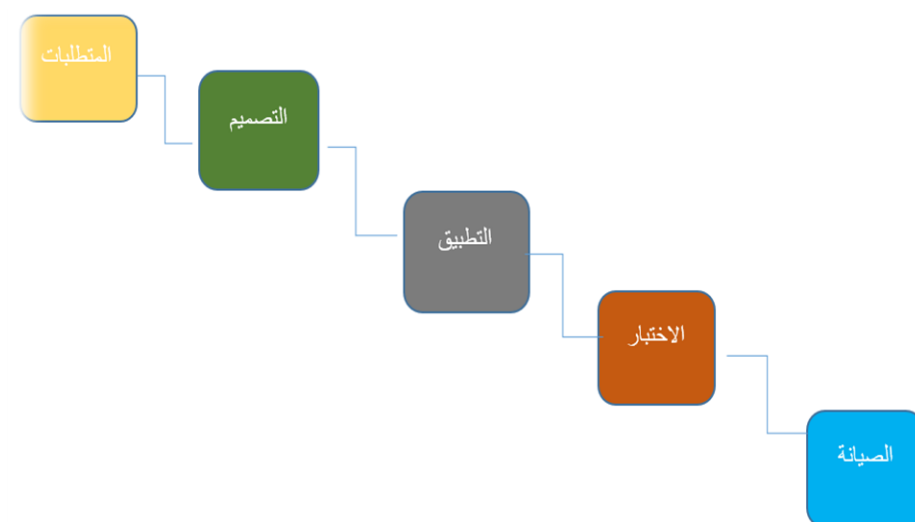 المتطلبات
التصميم
التطبيق
الاختبار
الصيانة